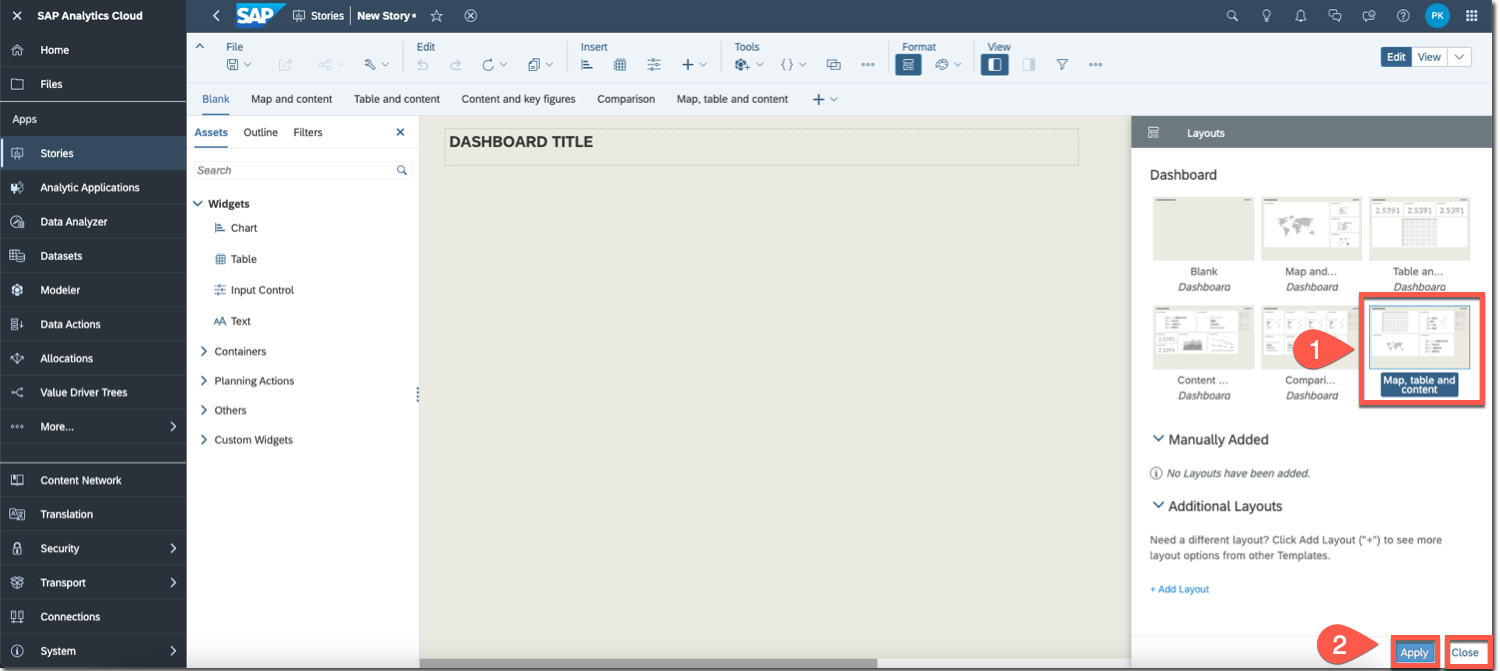 SAP Analytics Cloud
Home
Files
Apps
Stories
Analytic Applications
Data Analyzer
Datasets
Modeler
Data Actions
Allocations
Value Driver Trees
More...
Content Network
Translation
Security
Transport
Connections
System
SAP Stories New Story•
PK
File Edit Insert Tools Format View
Edit View
Blank Map and content Table and content Content and key figures Comparison Map, table and content
Assets Outline Filters
Search
Widgets
Chart
Table
Input Control
Text
Containers
Planning Actions
Others
Custom Widgets
DASHBOARD TITLE
Layouts
Dashboard
2.5391 2.5391 2.5391
Blank Map and... Table an...
Dashboard Dashboard Dashboard
2.5391
2.5391
1
Content ... Compari... Map, table and
content
Dashboard Dashboard
Manually Added
No Layouts have been added.
Additional Layouts
Need a different layout? Click Add Layout ("+") to see more
layout options from other Templates.
+ Add Layout
2
Apply Close